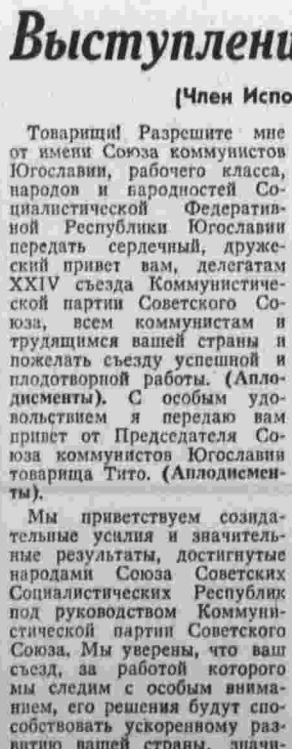 Выступлени
(Член Испо
Товарищи! Разрешите мне
от имени Союза коммунистов
Югославии, рабочего класса,
народов и народностей Со-
циалистической Федератив-
ной Республики Югославии
передать сердечный, друже-
ский привет вам, делегатам
XXIV съезда Коммунистиче-
ской партии Советского Со-
юза, всем коммунистам и
трудящимся вашей страны и
пожелать съезду успешной и
плодотворной работы. (Апло-
дисменты). С особым удо-
вольствием я передаю вам
привет от Председателя Со-
юза коммунистов Югославии
товарища Тито. (Аплодисмен-
ты).
Мы приветствуем созида-
тельные усилия и значитель-
ные результаты, достигнутые
народами Союза Советских
Социалистических Республик
под руководством Коммуни-
стической партии Советского
Союза. Мы уверены, что ваш
съезд, за работой которого
мы следим с особым внима-
нием, его решения будут спо-
собствовать ускоренному раз-
витию вашей страны,